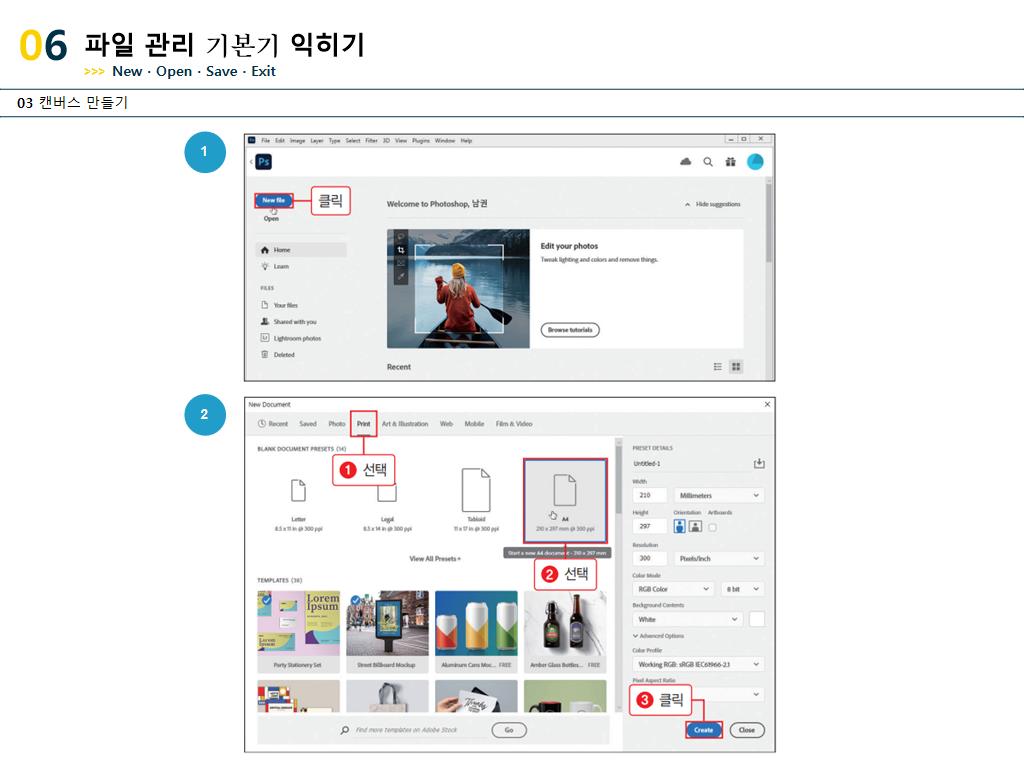 06 파일 관리 기본기 익히기
>>> New · Open · Save · Exit
03 캔버스 만들기
1
File Edit Image Layer Type Select Filter 3D View Plugins Window Help
Ps
New file
클릭
Open
Welcome to Photoshop, 남권
Hide suggestions
Home
Learn
FILES
Your files
Shared with you
Lightroom photos
Deleted
Edit your photos
Tweak lighting and colors and remove things.
Browse tutorials
Recent
2
New Document
Recent Saved Photo Print Art & Illustration Web Mobile Film & Video
BLANK DOCUMENT PRESETS (14)
1 선택
Letter
8.5 x 11 in @ 300 ppi
Legal
8.5 x 14 in @ 300 ppi
Tabloid
11 x 17 in @ 300 ppi
A4
210 x 297 mm @ 300 ppi
Start a new A4 document - 210 x 297 mm
View All Presets +
2 선택
TEMPLATES (38)
Lorem
Ipsum
Lorem
Ipsum
Party Stationery Set
Street Billboard Mockup
Aluminum Cans Moc... FREE
Amber Glass Bottles... FREE
Find more templates on Adobe Stock
Go
PRESET DETAILS
Untitled-1
Width
210 Millimeters
Height Orientation Artboards
297
Resolution
300 Pixels/Inch
Color Mode
RGB Color 8 bit
Background Contents
White
Advanced Options
Color Profile
Working RGB: sRGB IEC61966-2.1
Pixel Aspect Ratio
3 클릭
Create Close